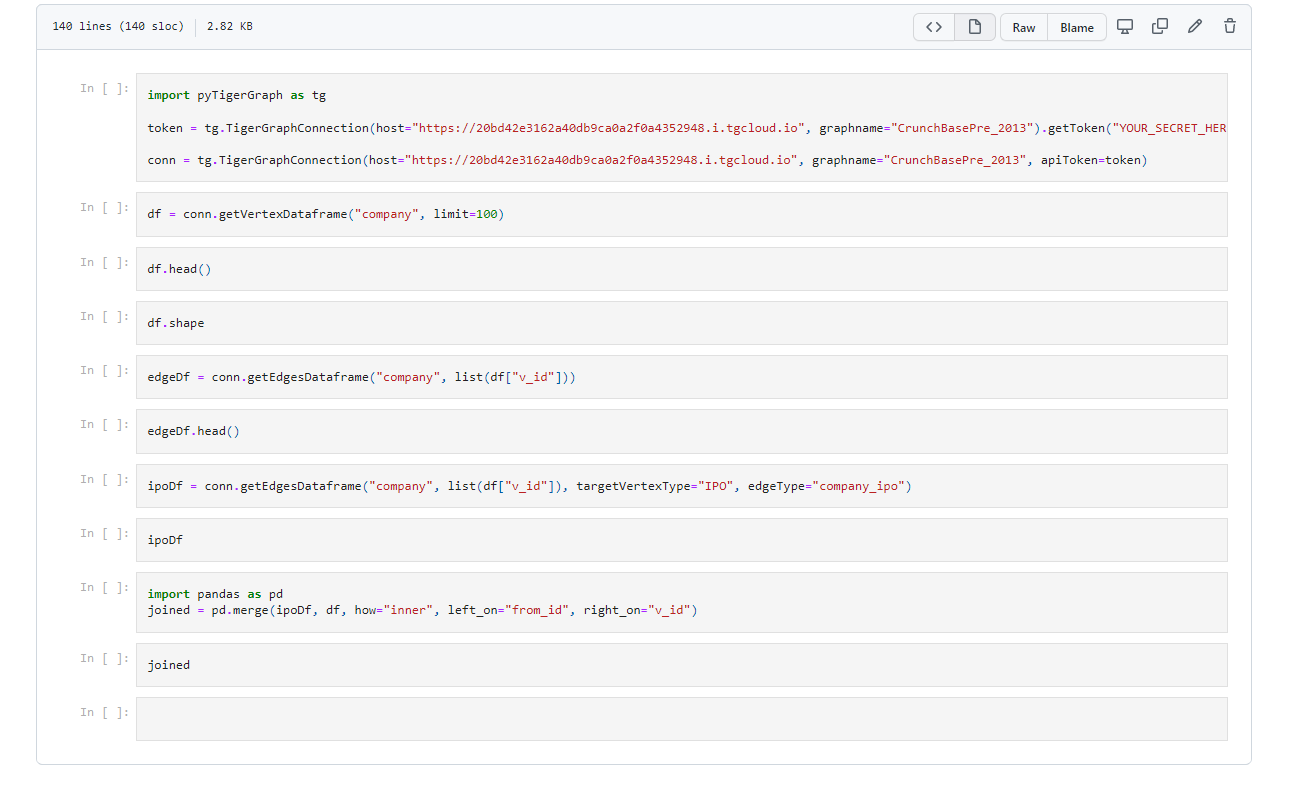 140 lines (140 sloc) 2.82 KB
Raw Blame
In [ ]: import pyTigerGraph as tg
token = tg.TigerGraphConnection(host="https://20bd42e3162a40db9ca0a2f0a4352948.i.tgcloud.io", graphname="CrunchBasePre_2013").getToken("YOUR_SECRET_HER
conn = tg.TigerGraphConnection(host="https://20bd42e3162a40db9ca0a2f0a4352948.i.tgcloud.io", graphname="CrunchBasePre_2013", apiToken=token)
In [ ]: df = conn.getVertexDataframe("company", limit=100)
In [ ]: df.head()
In [ ]: df.shape
In [ ]: edgeDf = conn.getEdgesDataframe("company", list(df["v_id"]))
In [ ]: edgeDf.head()
In [ ]: ipoDf = conn.getEdgesDataframe("company", list(df["v_id"]), targetVertexType="IPO", edgeType="company_ipo")
In [ ]: ipoDf
In [ ]: import pandas as pd
joined = pd.merge(ipoDf, df, how="inner", left_on="from_id", right_on="v_id")
In [ ]: joined
In [ ]: